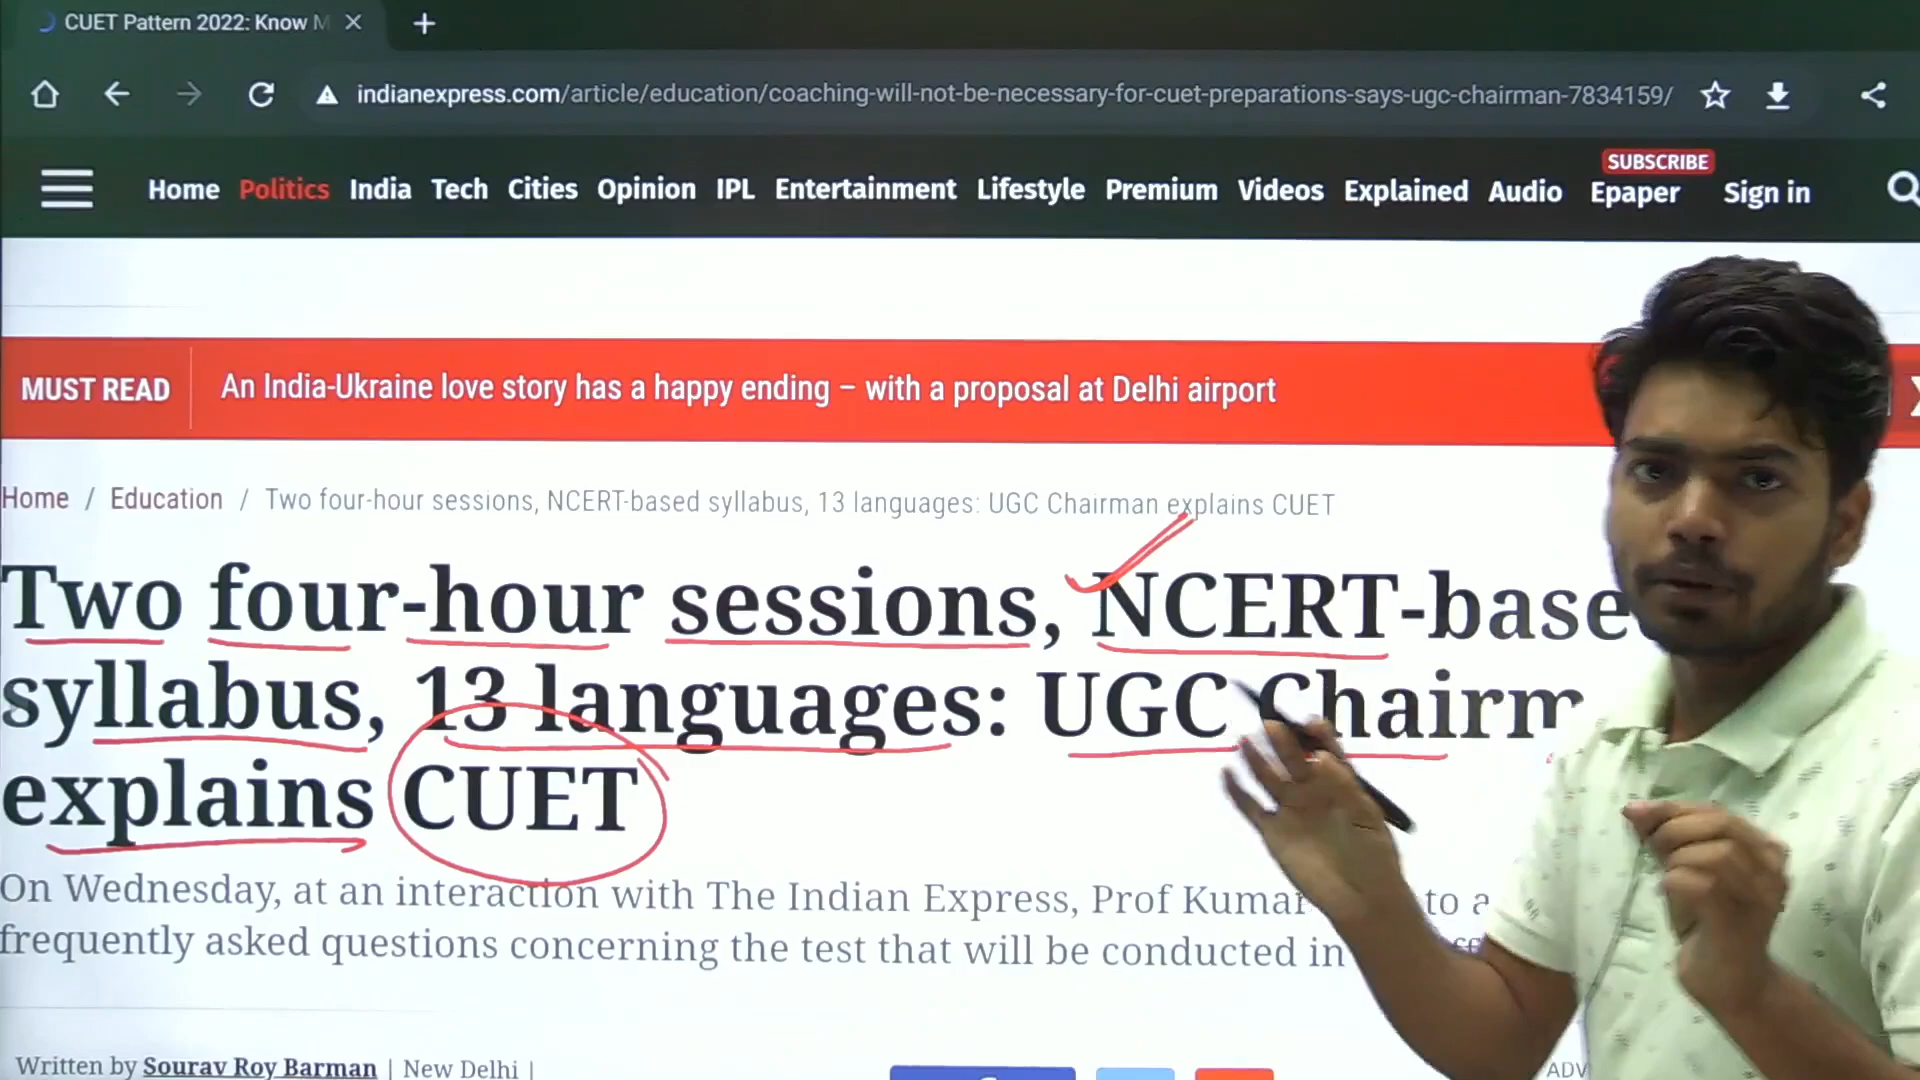 CUET Pattern 2022: Know M
indianexpress.com/article/education/coaching-will-not-be-necessary-for-cuet-preparations-says-ugc-chairman-7834159/
SUBSCRIBE
Home Politics India Tech Cities Opinion IPL Entertainment Lifestyle Premium Videos Explained Audio Epaper Sign in
MUST READ An India-Ukraine love story has a happy ending – with a proposal at Delhi airport
Home / Education / Two four-hour sessions, NCERT-based syllabus, 13 languages: UGC Chairman explains CUET
Two four-hour sessions, NCERT-base
syllabus, 13 languages: UGC Chairm
explains CUET
On Wednesday, at an interaction with The Indian Express, Prof Kumar to a
frequently asked questions concerning the test that will be conducted in
Written by Sourav Roy Barman | New Delhi |
ADV